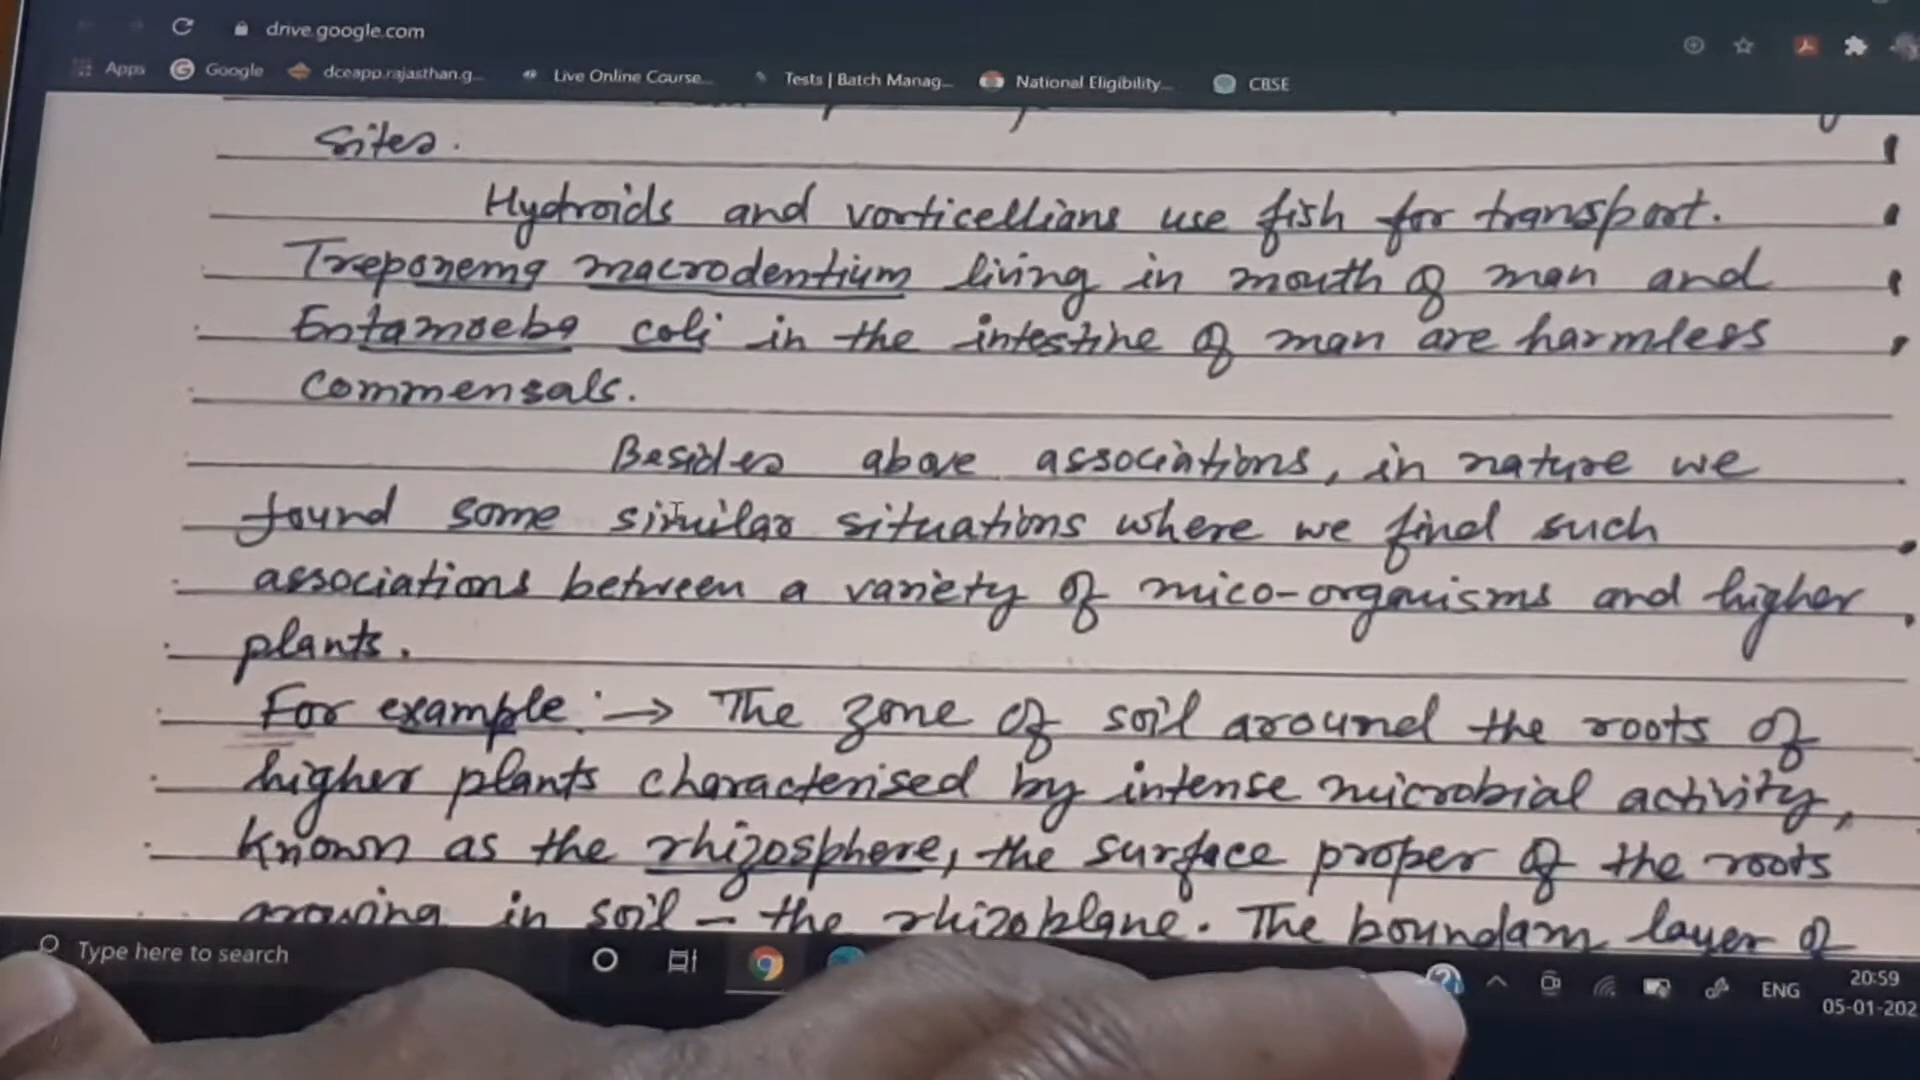 drive.google.com
Apps Google dceapp.rajasthan.g... Live Online Course... Tests | Batch Manag... National Eligibility... CBSE
Sites.
Hydroids and vorticellians use fish for transport.
Treponema macrodentium living in mouth of man and
Entamoeba coli in the intestine of man are harmless
Commensals.
Besides above associations, in nature we
found some similar situations where we find such
associations between a variety of mico-organisms and higher
plants.
For example :→ The zone of soil around the roots of
higher plants characterised by intense microbial activity,
known as the rhizosphere, the surface proper of the roots
growing in soil - the rhizoplane. The layer of
Type here to search
ENG
20:59
05-01-202